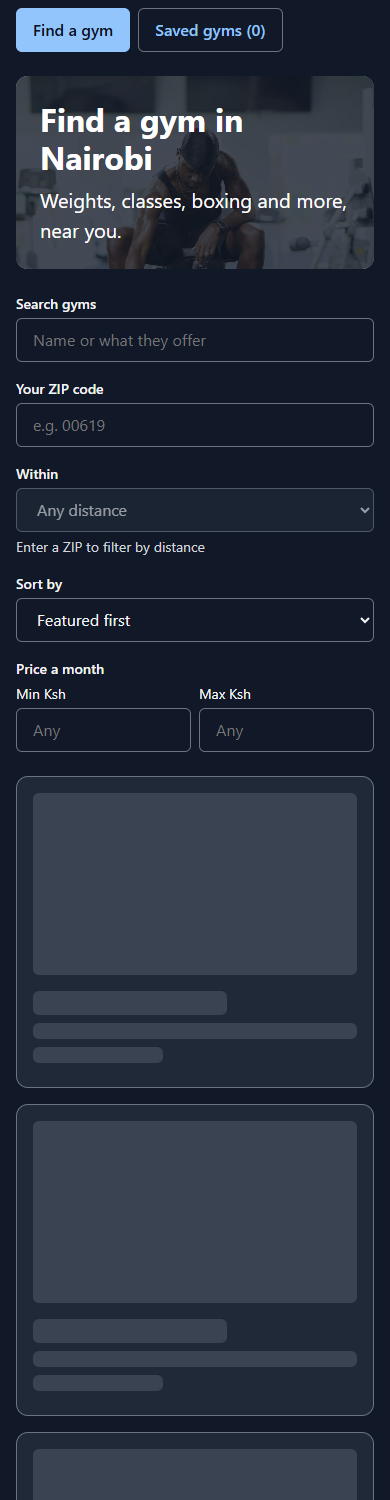 Find a gym
Saved gyms (0)
Find a gym in
Nairobi
Weights, classes, boxing and more,
near you.
Search gyms
Name or what they offer
Your ZIP code
e.g. 00619
Within
Any distance
Enter a ZIP to filter by distance
Sort by
Featured first
Price a month
Min Ksh
Max Ksh
Any
Any